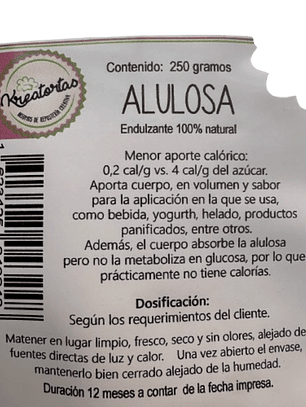 Contenido: 250 gramos
Kreatortas
INSUMOS DE REPOSTERÍA CREATIVA
ALULOSA
Endulzante 100% natural
Menor aporte calórico:
0,2 cal/g vs. 4 cal/g del azúcar.
Aporta cuerpo, en volumen y sabor
para la aplicación en la que se usa,
como bebida, yogurth, helado, productos
panificados, entre otros.
Además, el cuerpo absorbe la alulosa
pero no la metaboliza en glucosa, por lo que
prácticamente no tiene calorías.
Dosificación:
Según los requerimientos del cliente.
Matener en lugar limpio, fresco, seco y sin olores, alejado de
fuentes directas de luz y calor. Una vez abierto el envase,
mantenerlo bien cerrado alejado de la humedad.
Duración 12 meses a contar de la fecha impresa.